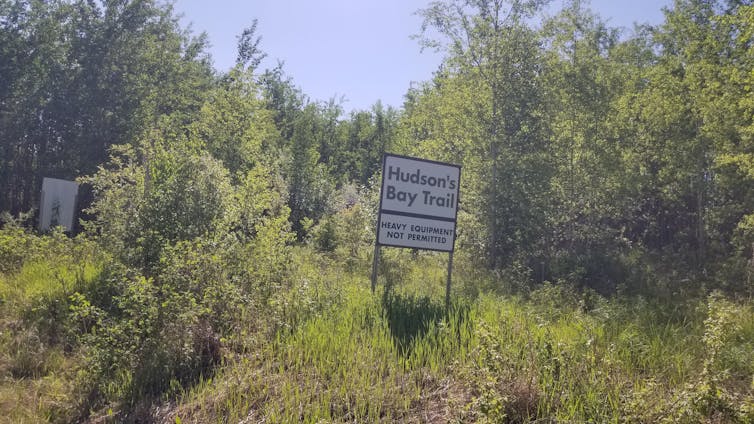 Hudson's
Bay Trail
HEAVY EQUIPMENT
NOT PERMITTED